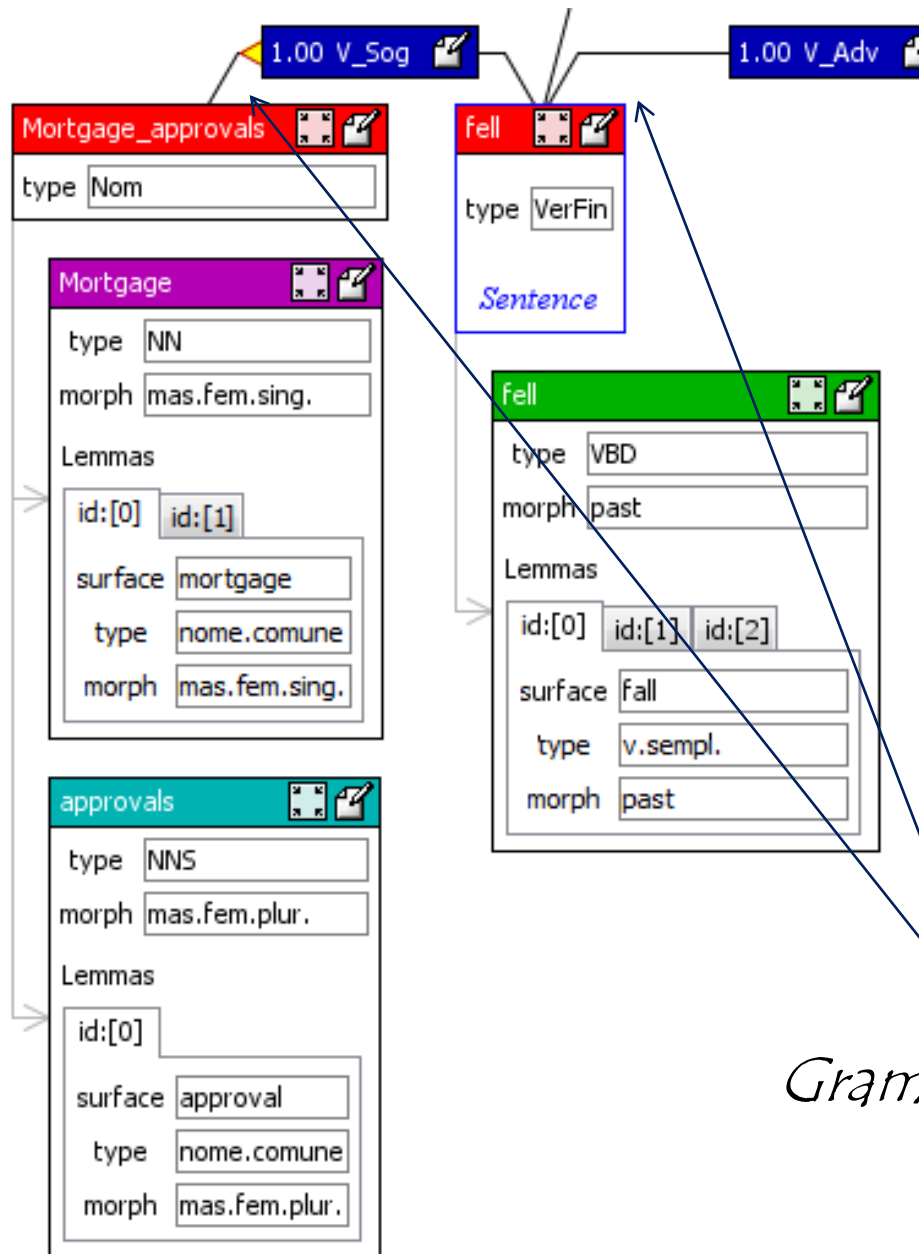 1.00 V_Sog
1.00 V_Adv
Mortgage_approvals
type Nom
fell
type VerFin
Sentence
Mortgage
type NN
morph mas.fem.sing.
Lemmas
id:[0] id:[1]
surface mortgage
type nome.comune
morph mas.fem.sing.
fell
type VBD
morph past
Lemmas
id:[0] id:[1] id:[2]
surface fall
type v.sempl.
morph past
approvals
type NNS
morph mas.fem.plur.
Lemmas
id:[0]
surface approval
type nome.comune
morph mas.fem.plur.